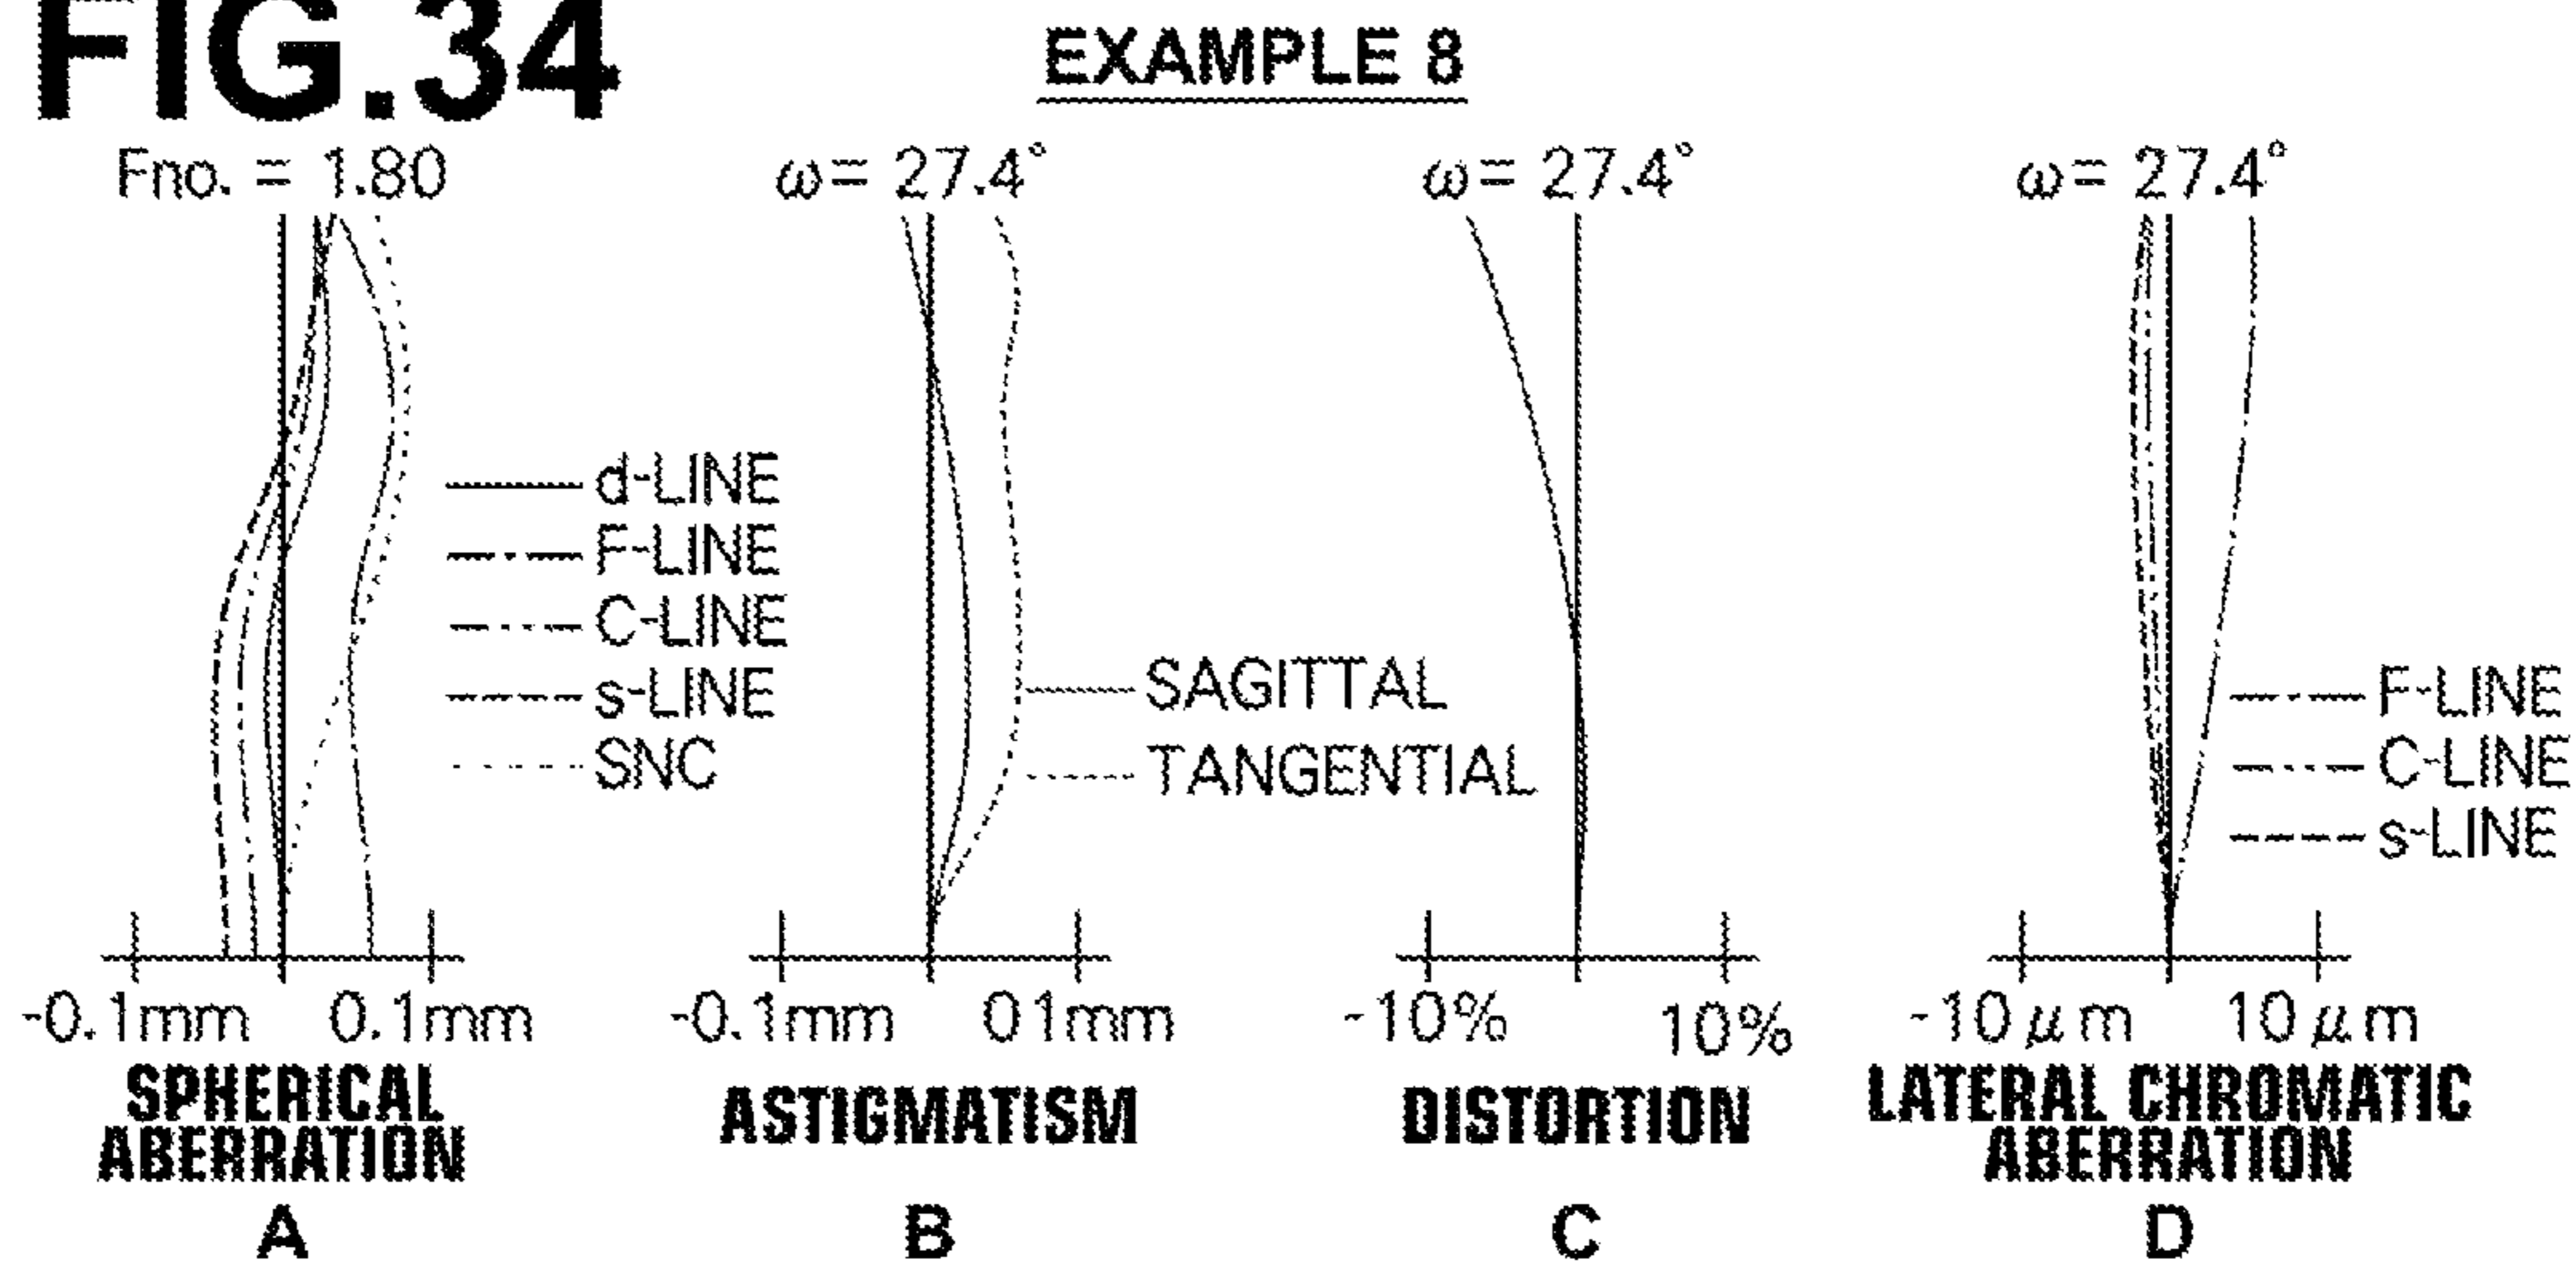 FIG.34
EXAMPLE 8
Fno. = 1.80
d-LINE
F-LINE
C-LINE
s-LINE
SNC
-0.1mm 0.1mm
SPHERICAL
ABERRATION
A
ω= 27.4°
SAGITTAL
TANGENTIAL
-0.1mm 01mm
ASTIGMATISM
B
ω= 27.4°
-10% 10%
DISTORTION
C
ω= 27.4°
F-LINE
C-LINE
s-LINE
-10μm 10μm
LATERAL CHROMATIC
ABERRATION
D